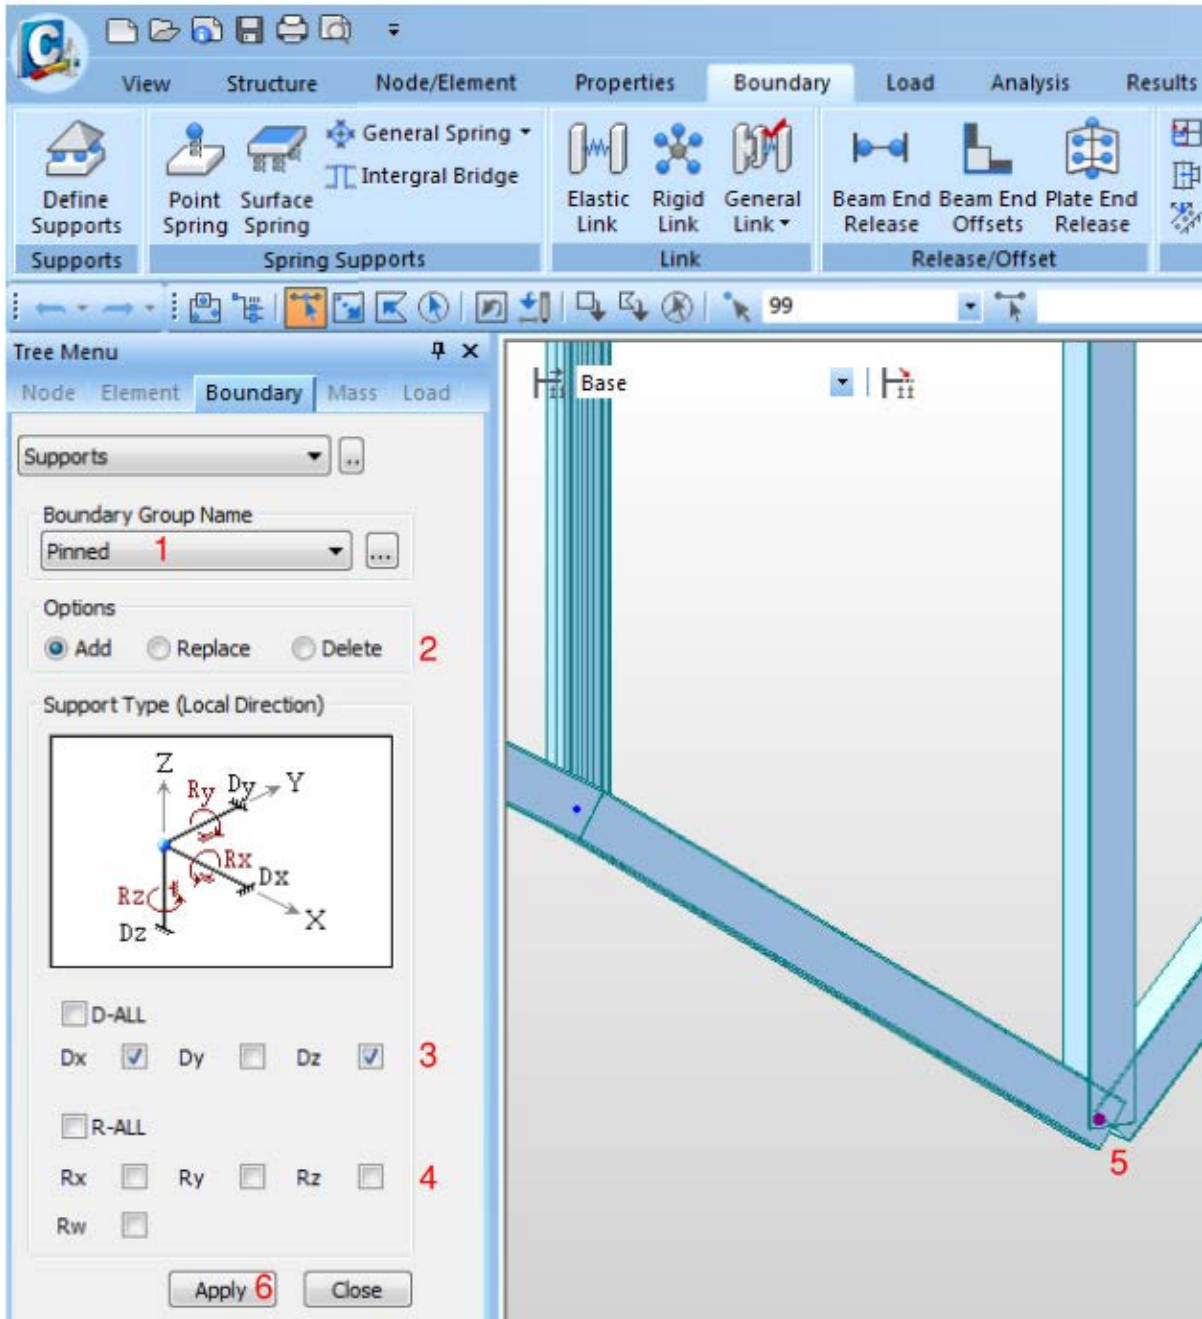 C
View Structure Node/Element Properties Boundary Load Analysis Results
General Spring
Intergral Bridge
Define Supports
Point Spring
Surface Spring
Elastic Link
Rigid Link
General Link
Beam End Release
Beam End Offsets
Plate End Release
Supports Spring Supports Link Release/Offset
99
Tree Menu
Node Element Boundary Mass Load
Base
Supports ..
Boundary Group Name
Pinned 1 ...
Options
Add Replace Delete 2
Support Type (Local Direction)
Z
Ry Dy Y
Rx
Dx
Rz
X
Dz
D-ALL
Dx Dy Dz 3
R-ALL
Rx Ry Rz 4
Rw
5
Apply 6 Close